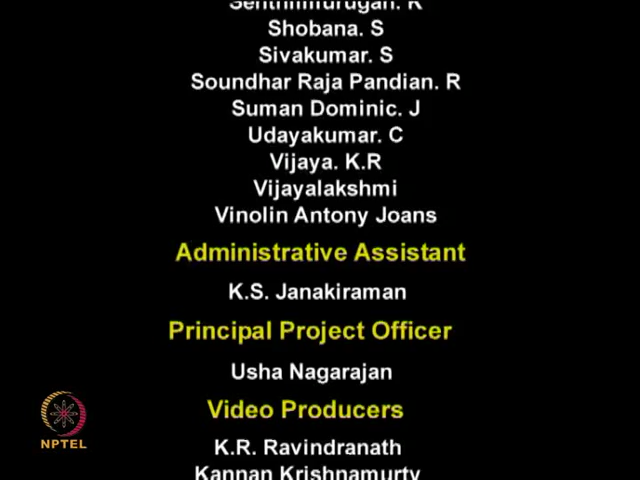 Senthilmurugan. R
Shobana. S
Sivakumar. S
Soundhar Raja Pandian. R
Suman Dominic. J
Udayakumar. C
Vijaya. K.R
Vijayalakshmi
Vinolin Antony Joans
Administrative Assistant
K.S. Janakiraman
Principal Project Officer
Usha Nagarajan
Video Producers
K.R. Ravindranath
Kannan Krishnamurty
NPTEL